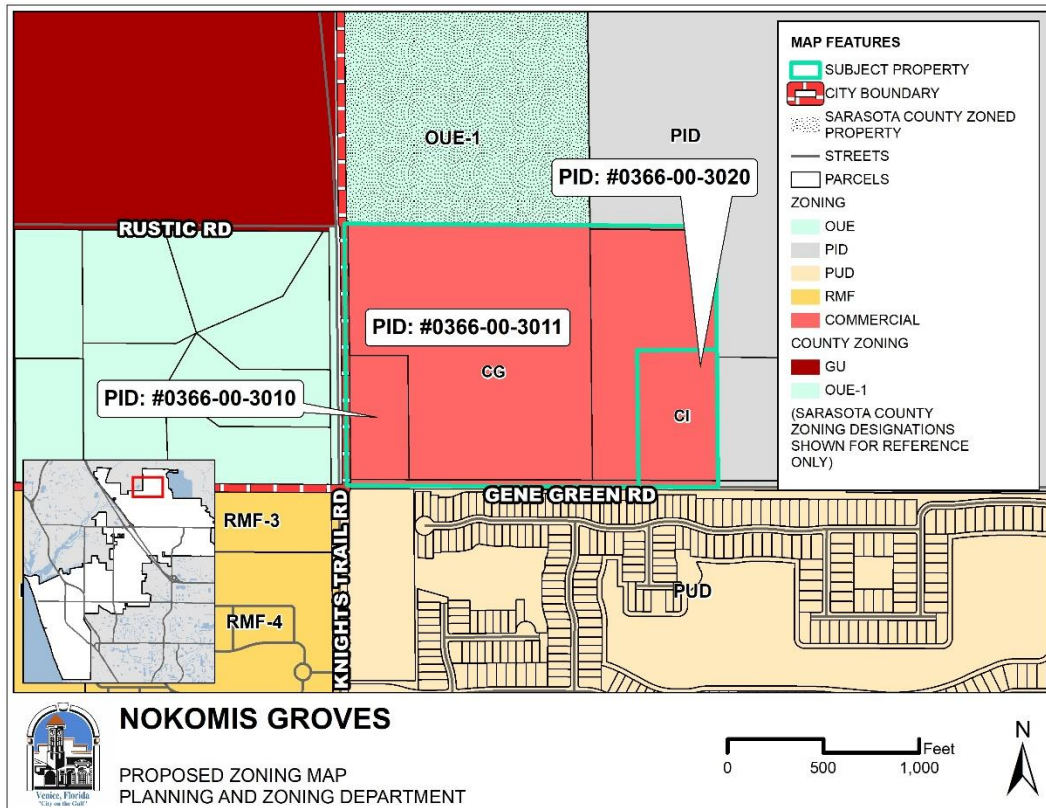 OUE-1
PID
PID: #0366-00-3020
RUSTIC RD
PID: #0366-00-3011
CG
PID: #0366-00-3010
CI
GENE GREEN RD
RMF-3
KNIGHTS TRAIL RD
PUD
RMF-4
MAP FEATURES
SUBJECT PROPERTY
CITY BOUNDARY
SARASOTA COUNTY ZONED
PROPERTY
STREETS
PARCELS
ZONING
OUE
PID
PUD
RMF
COMMERCIAL
COUNTY ZONING
GU
OUE-1
(SARASOTA COUNTY
ZONING DESIGNATIONS
SHOWN FOR REFERENCE
ONLY)
NOKOMIS GROVES
PROPOSED ZONING MAP
PLANNING AND ZONING DEPARTMENT
Venice, Florida
"City on the Gulf"
Feet
0 500 1,000
N